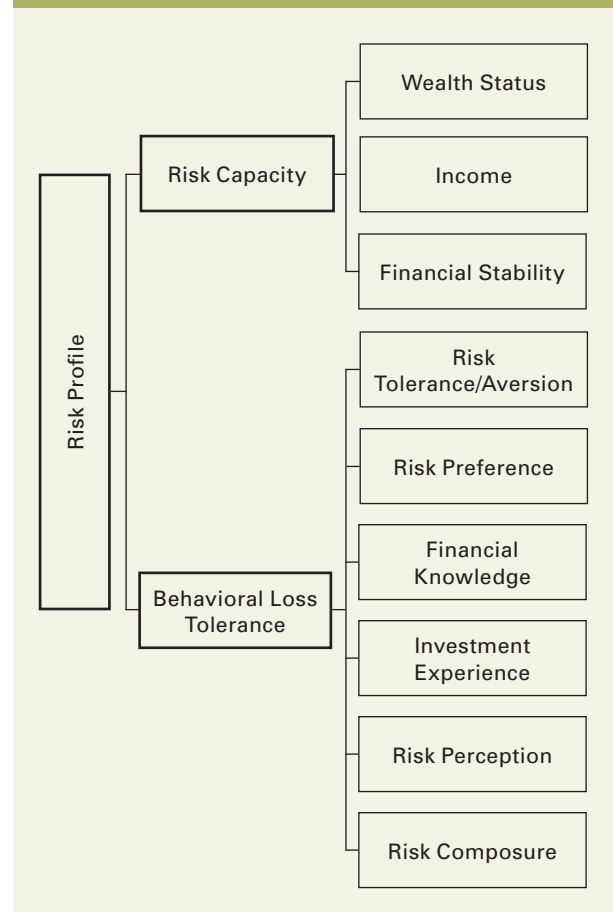 Risk Profile
Risk Capacity
Wealth Status
Income
Financial Stability
Behavioral Loss
Tolerance
Risk
Tolerance/Aversion
Risk Preference
Financial
Knowledge
Investment
Experience
Risk Perception
Risk Composure